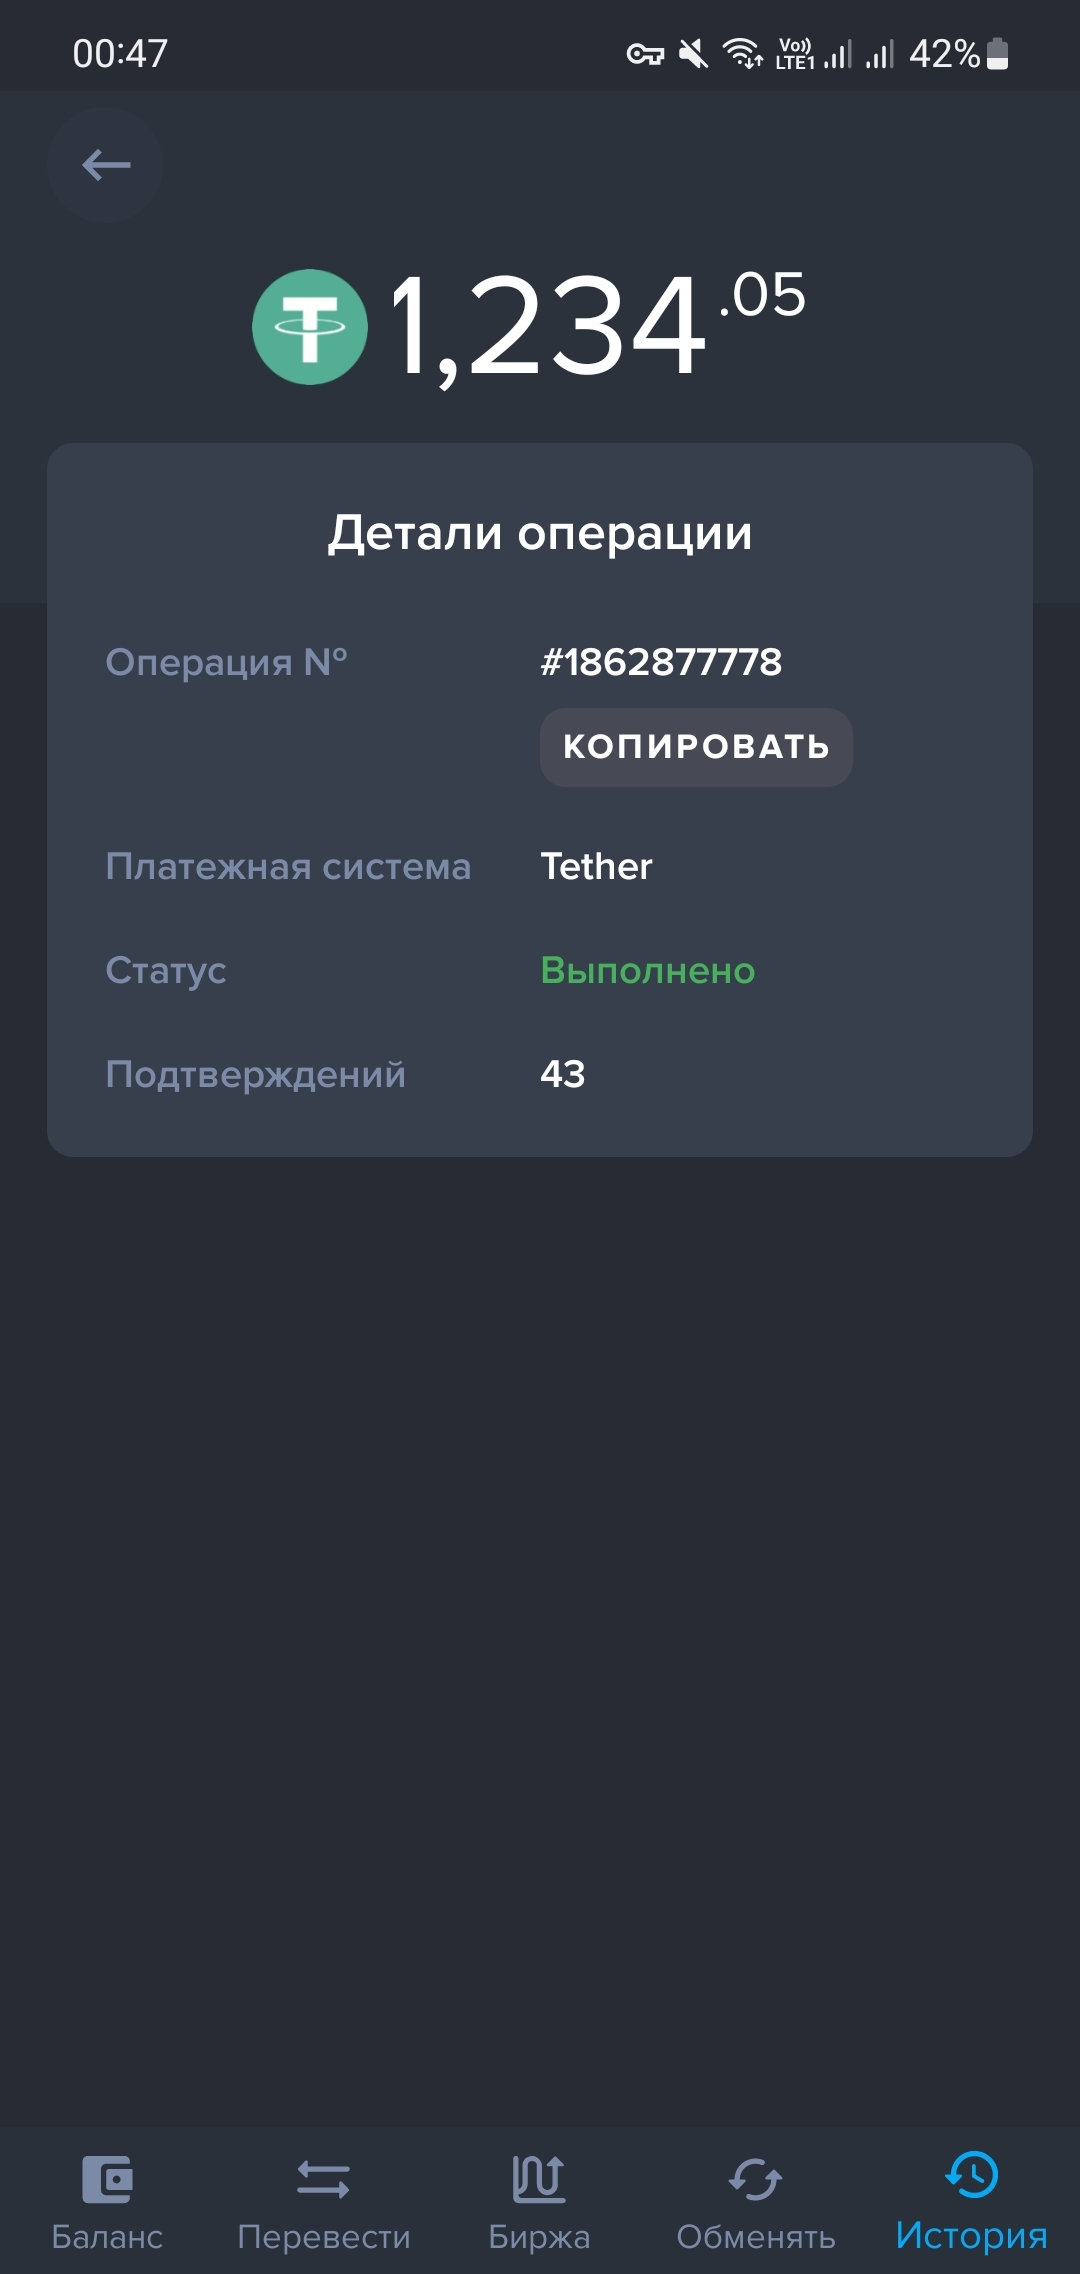 00:47 Vo)) LTE1 42%
1,234.05
Детали операции
Операция № #1862877778
КОПИРОВАТЬ
Платежная система Tether
Статус Выполнено
Подтверждений 43
Баланс Перевести Биржа Обменять История